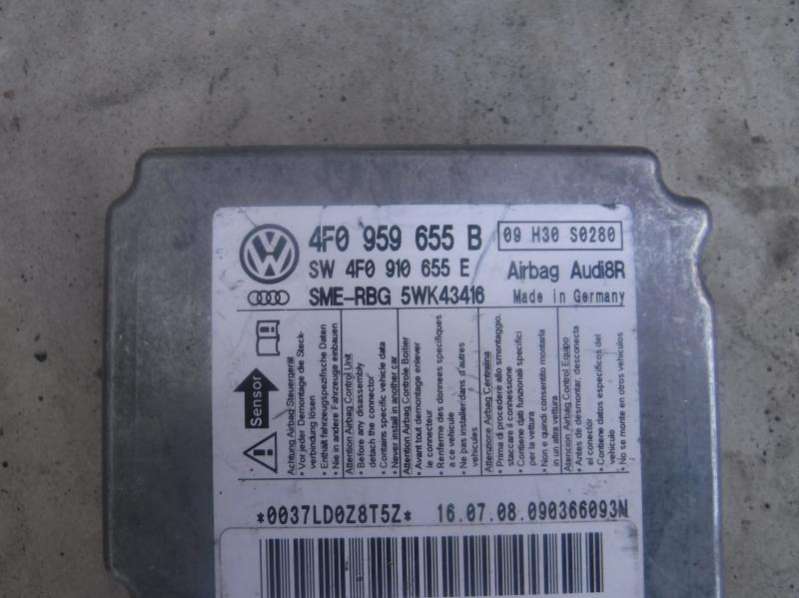 4F0 959 655 B
09 H30 S0280
SW 4F0 910 655 E
Airbag Audi8R
SME-RBG 5WK43416
Made in Germany
Sensor
Achtung Airbag Steuergerät
• Vor jeder Demontage die Steck-
verbindung lösen
• Enthält fahrzeugspezifische Daten
• Nie in andere Fahrzeuge einbauen
Attention Airbag Control Unit
• Before any disassembly
detach the connector
• Contains specific vehicle data
• Never install in another car
Attention Airbag Controle Boitier
• Avant tout demontage enlever
le connecteur
• Renferme des donnees specifiques
a ce vehicule
• Ne pas installer dans d'autres
vehicules
Attenzione Airbag Centralina
• Prima di procedere allo smontaggio,
staccare il connessione
• Contiene dati funzionali specifici
per la vettura
• Non e quindi consentito montarla
in un altra vettura
Atencion Airbag Control Equipo
• Antes de desmontar, desconecta
el conector
• Contiene datos especificos del
vehiculo
• No se monte en otros vehiculos
*0037LD0Z8T5Z*
16.07.08.090366093N